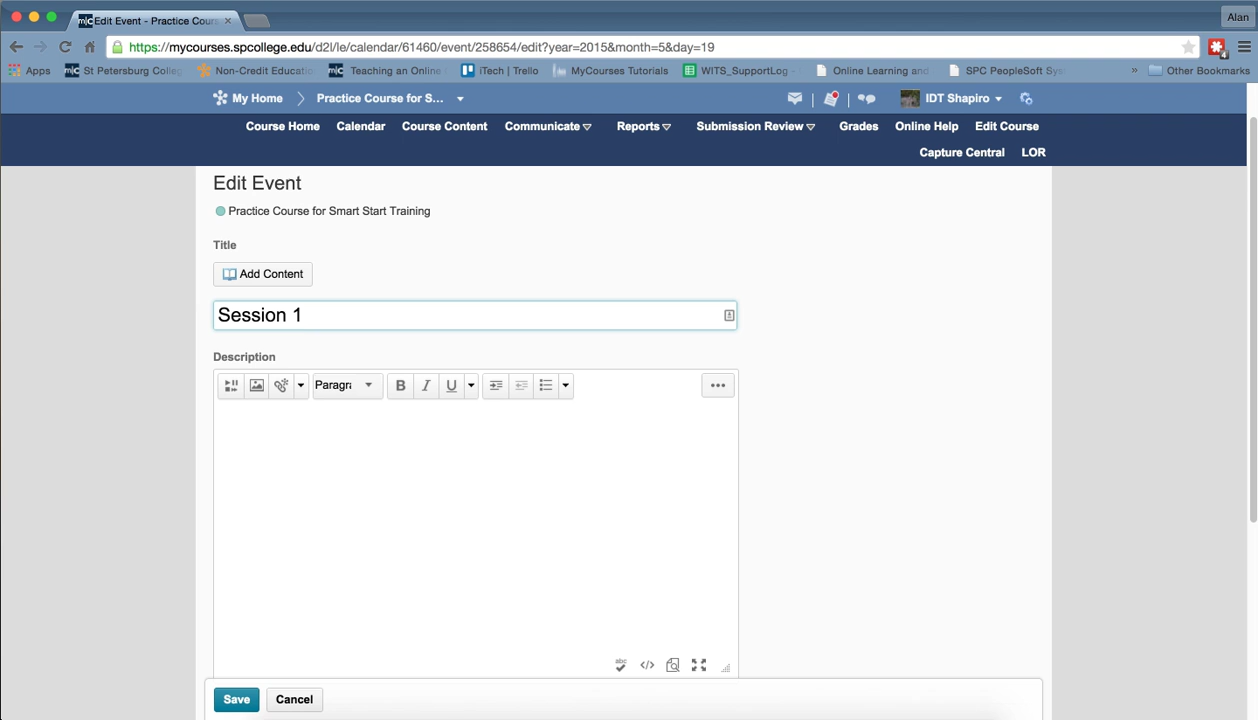 Edit Event - Practice Cours
Alan
https://mycourses.spcollege.edu/d2l/le/calendar/61460/event/258654/edit?year=2015&month=5&day=19
4
Apps St Petersburg Colleg Non-Credit Educatio Teaching an Online iTech | Trello MyCourses Tutorials WITS_SupportLog - Online Learning and SPC PeopleSoft Sys » Other Bookmarks
My Home Practice Course for S... IDT Shapiro
Course Home Calendar Course Content Communicate Reports Submission Review Grades Online Help Edit Course
Capture Central LOR
Edit Event
Practice Course for Smart Start Training
Title
Add Content
Session 1
Description
Paragra B I U •••
abc </>
Save Cancel